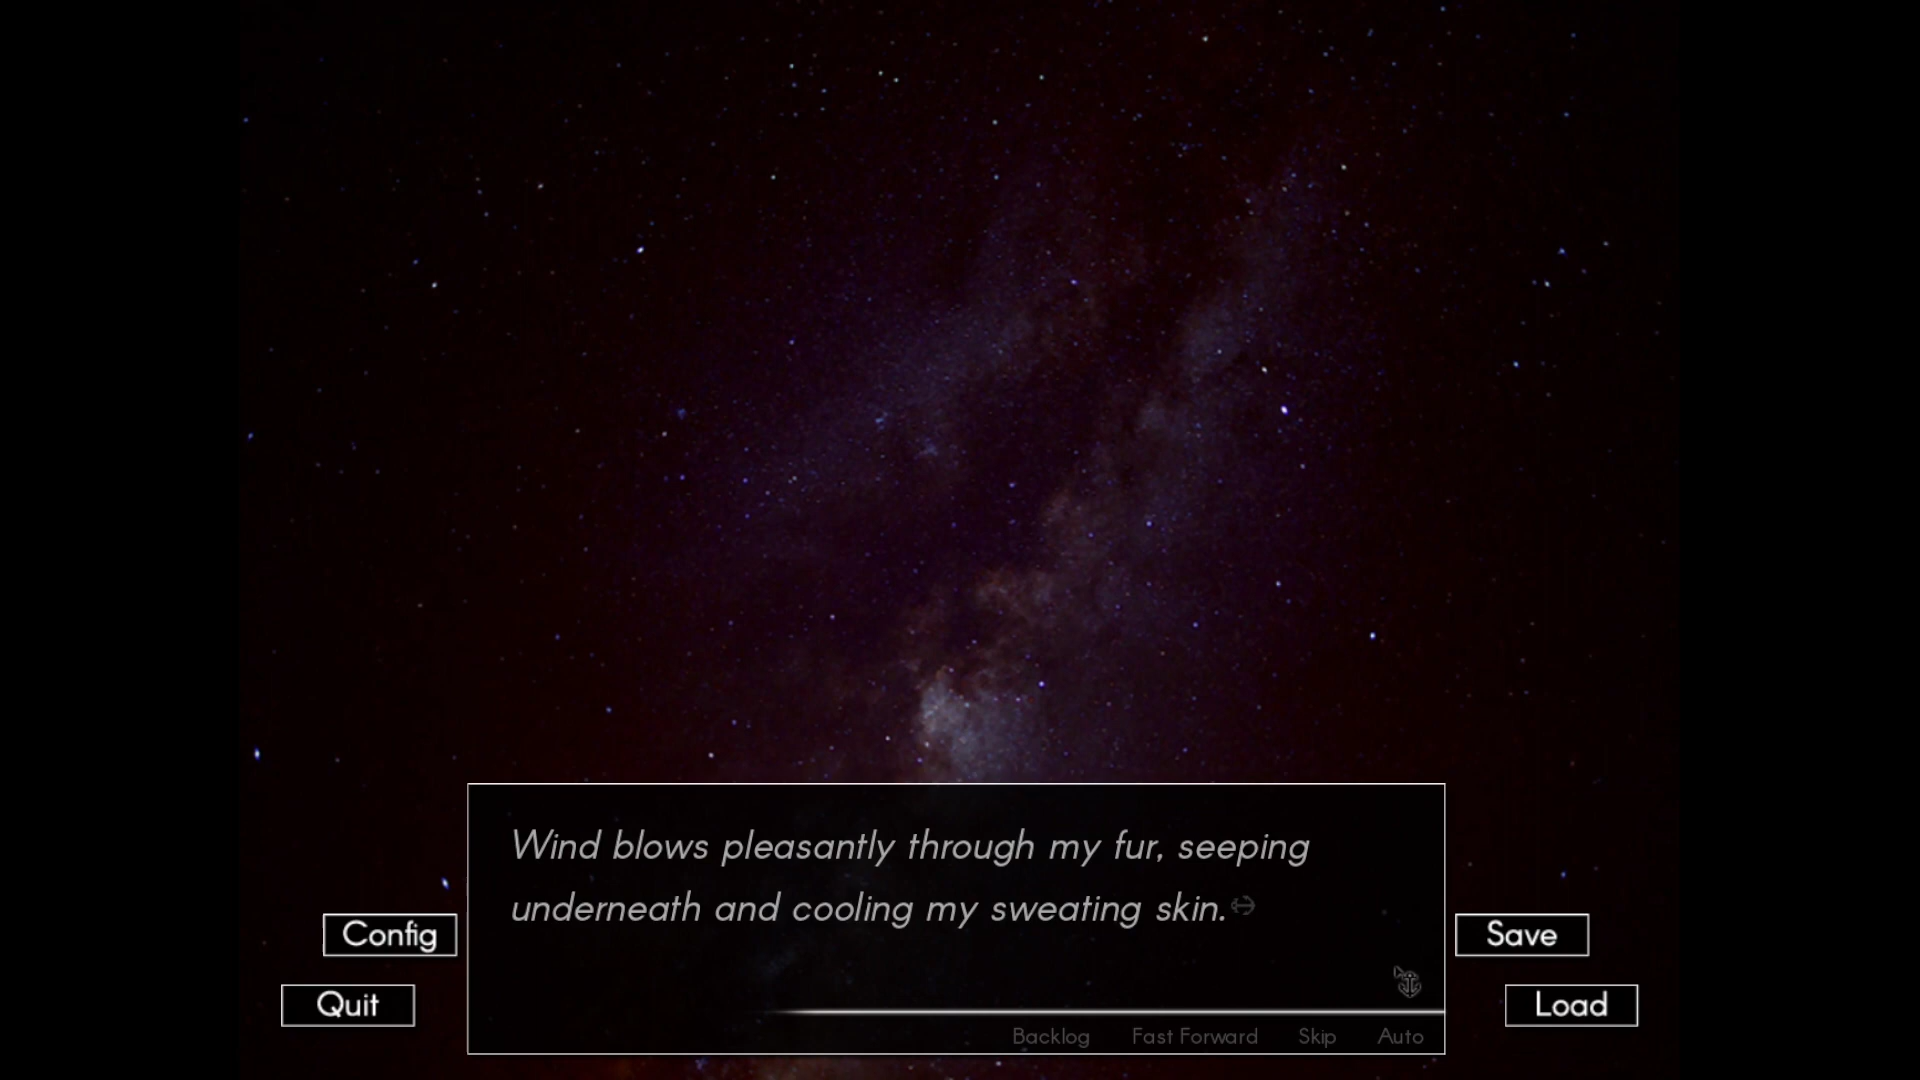 Wind blows pleasantly through my fur, seeping
underneath and cooling my sweating skin.
Config
Save
Quit
Load
Backlog Fast Forward Skip Auto